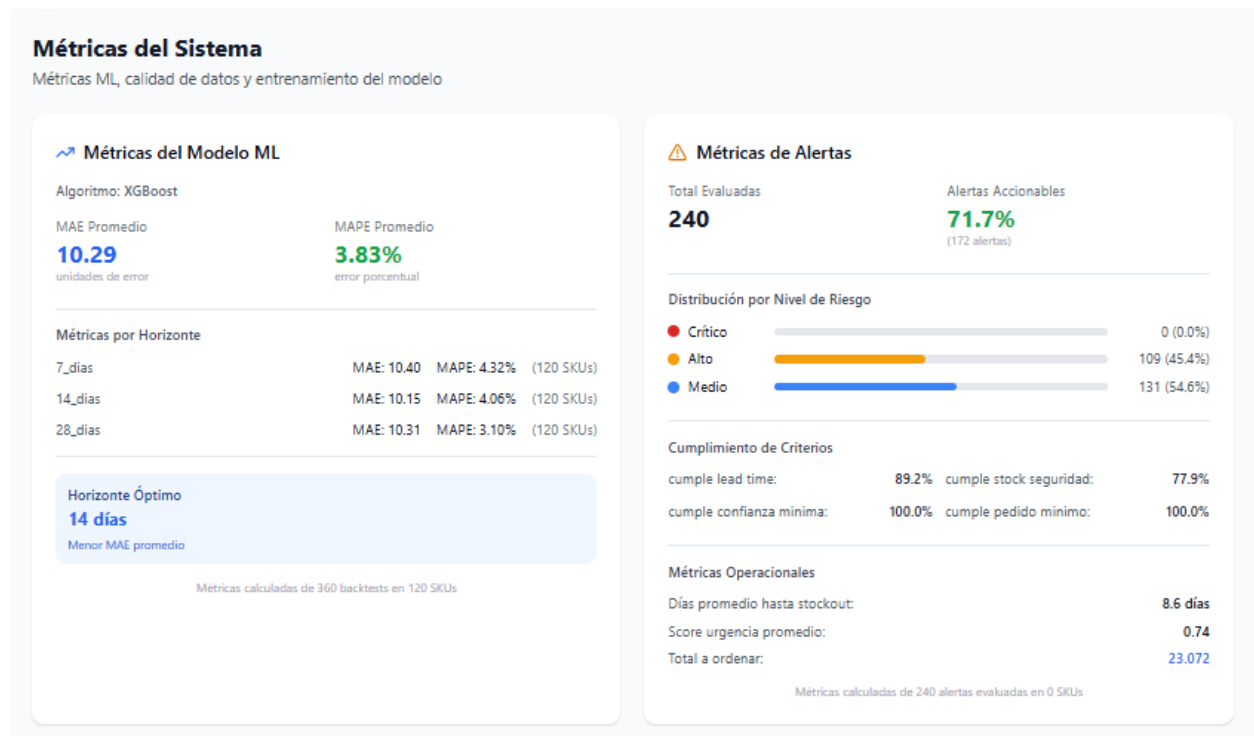 Métricas del Sistema
Métricas ML, calidad de datos y entrenamiento del modelo
Métricas del Modelo ML
Algoritmo: XGBoost
MAE Promedio MAPE Promedio
10.29 3.83%
unidades de error error porcentual
Métricas por Horizonte
7_dias MAE: 10.40 MAPE: 4.32% (120 SKUs)
14_dias MAE: 10.15 MAPE: 4.06% (120 SKUs)
28_dias MAE: 10.31 MAPE: 3.10% (120 SKUs)
Horizonte Óptimo
14 días
Menor MAE promedio
Métricas calculadas de 360 backtests en 120 SKUs
Métricas de Alertas
Total Evaluadas Alertas Accionables
240 71.7%
(172 alertas)
Distribución por Nivel de Riesgo
Crítico 0 (0.0%)
Alto 109 (45.4%)
Medio 131 (54.6%)
Cumplimiento de Criterios
cumple lead time: 89.2% cumple stock seguridad: 77.9%
cumple confianza minima: 100.0% cumple pedido minimo: 100.0%
Métricas Operacionales
Días promedio hasta stockout: 8.6 días
Score urgencia promedio: 0.74
Total a ordenar: 23.072
Métricas calculadas de 240 alertas evaluadas en 0 SKUs